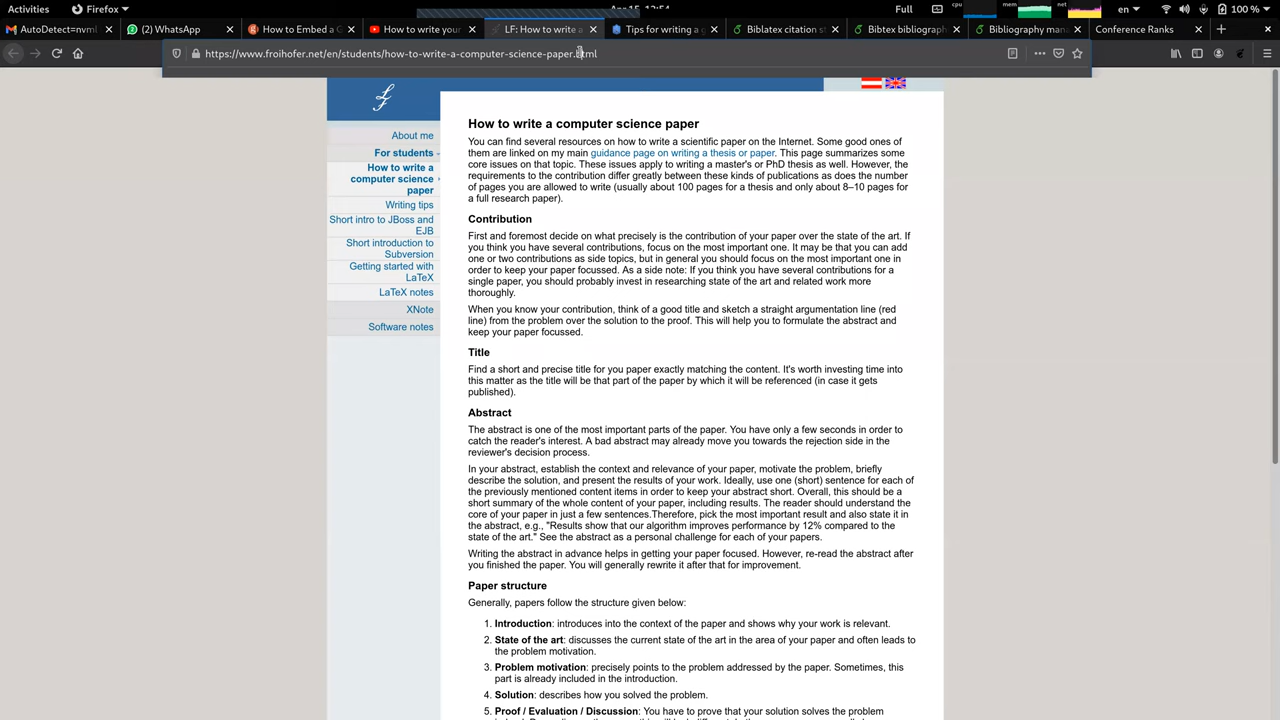 Activities Firefox Full cpu mem en 100 %
AutoDetect=nvml (2) WhatsApp How to Embed a G How to write your LF: How to write a Tips for writing a g Biblatex citation st Bibtex bibliography Bibliography man Conference Ranks
https://www.froihofer.net/en/students/how-to-write-a-computer-science-paper.html
About me
For students
How to write a
computer science
paper
Writing tips
Short intro to JBoss and
EJB
Short introduction to
Subversion
Getting started with
LaTeX
LaTeX notes
XNote
Software notes
How to write a computer science paper
You can find several resources on how to write a scientific paper on the Internet. Some good ones of
them are linked on my main guidance page on writing a thesis or paper. This page summarizes some
core issues on that topic. These issues apply to writing a master's or PhD thesis as well. However, the
requirements to the contribution differ greatly between these kinds of publications as does the number
of pages you are allowed to write (usually about 100 pages for a thesis and only about 8–10 pages for
a full research paper).
Contribution
First and foremost decide on what precisely is the contribution of your paper over the state of the art. If
you think you have several contributions, focus on the most important one. It may be that you can add
one or two contributions as side topics, but in general you should focus on the most important one in
order to keep your paper focussed. As a side note: If you think you have several contributions for a
single paper, you should probably invest in researching state of the art and related work more
thoroughly.
When you know your contribution, think of a good title and sketch a straight argumentation line (red
line) from the problem over the solution to the proof. This will help you to formulate the abstract and
keep your paper focussed.
Title
Find a short and precise title for you paper exactly matching the content. It's worth investing time into
this matter as the title will be that part of the paper by which it will be referenced (in case it gets
published).
Abstract
The abstract is one of the most important parts of the paper. You have only a few seconds in order to
catch the reader's interest. A bad abstract may already move you towards the rejection side in the
reviewer's decision process.
In your abstract, establish the context and relevance of your paper, motivate the problem, briefly
describe the solution, and present the results of your work. Ideally, use one (short) sentence for each of
the previously mentioned content items in order to keep your abstract short. Overall, this should be a
short summary of the whole content of your paper, including results. The reader should understand the
core of your paper in just a few sentences.Therefore, pick the most important result and also state it in
the abstract, e.g., "Results show that our algorithm improves performance by 12% compared to the
state of the art." See the abstract as a personal challenge for each of your papers.
Writing the abstract in advance helps in getting your paper focused. However, re-read the abstract after
you finished the paper. You will generally rewrite it after that for improvement.
Paper structure
Generally, papers follow the structure given below:
1. Introduction: introduces into the context of the paper and shows why your work is relevant.
2. State of the art: discusses the current state of the art in the area of your paper and often leads to
the problem motivation.
3. Problem motivation: precisely points to the problem addressed by the paper. Sometimes, this
part is already included in the introduction.
4. Solution: describes how you solved the problem.
5. Proof / Evaluation / Discussion: You have to prove that your solution solves the problem